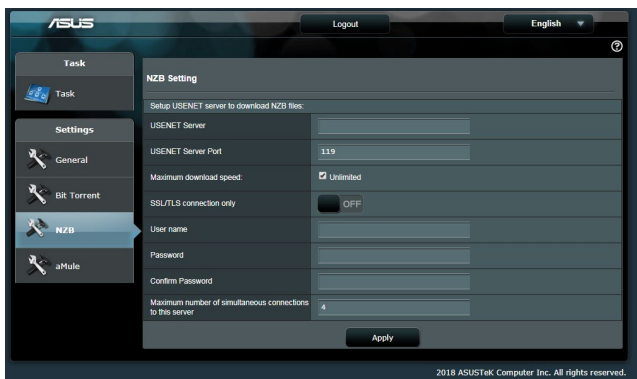 ASUS
Logout
English
Task
Task
Settings
General
Bit Torrent
NZB
aMule
NZB Setting
Setup USENET server to download NZB files:
USENET Server
USENET Server Port
119
Maximum download speed:
Unlimited
SSL/TLS connection only
OFF
User name
Password
Confirm Password
Maximum number of simultaneous connections
to this server
4
Apply
2018 ASUSTeK Computer Inc. All rights reserved.